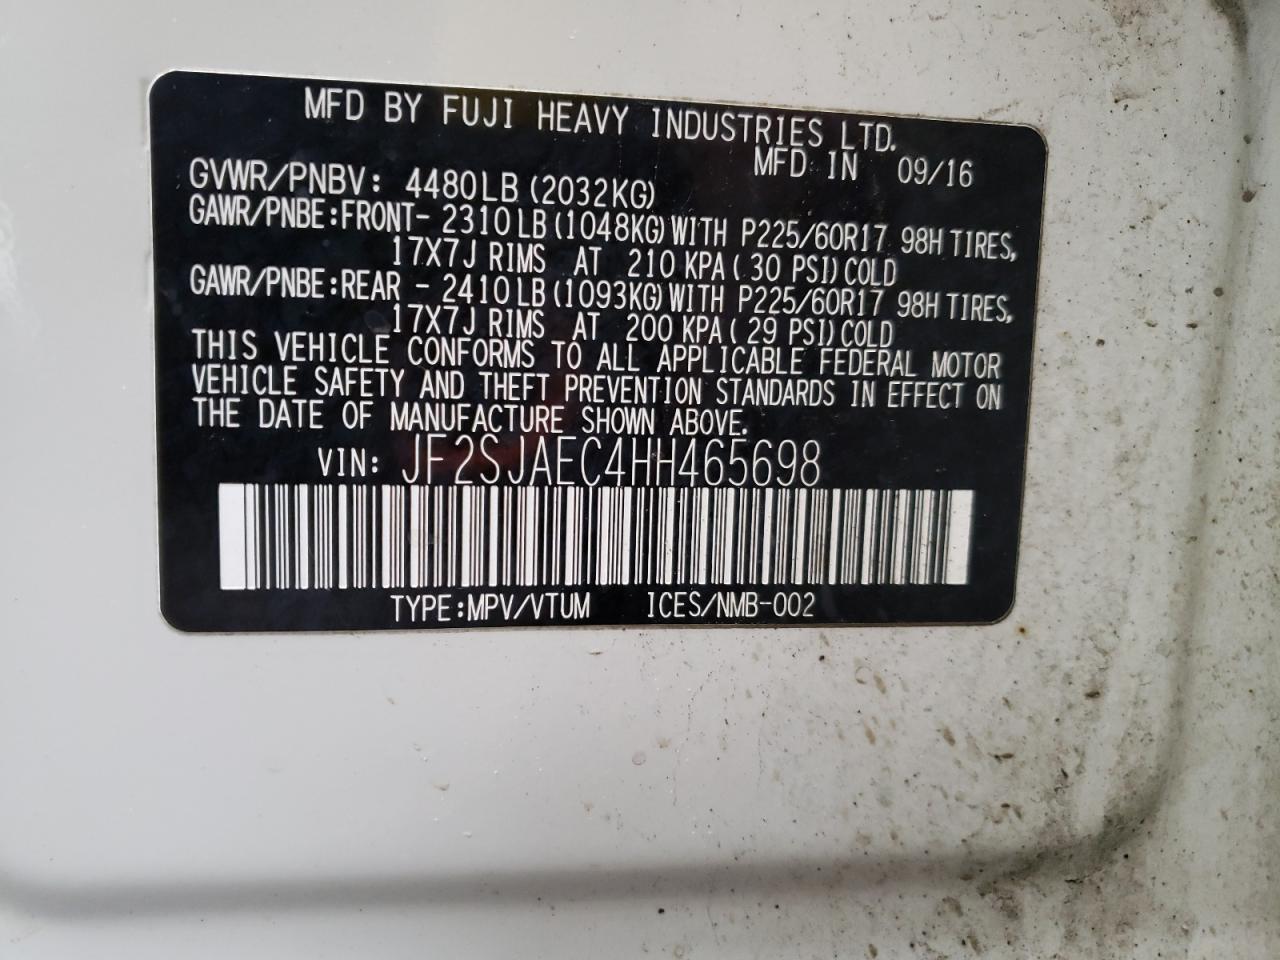 MFD BY FUJI HEAVY INDUSTRIES LTD.
MFD IN 09/16
GVWR/PNBV: 4480LB (2032KG)
GAWR/PNBE:FRONT- 2310LB(1048KG)WITH P225/60R17 98H TIRES,
17X7J RIMS AT 210 KPA( 30 PSI)COLD
GAWR/PNBE:REAR - 2410LB(1093KG)WITH P225/60R17 98H TIRES,
17X7J RIMS AT 200 KPA( 29 PSI)COLD
THIS VEHICLE CONFORMS TO ALL APPLICABLE FEDERAL MOTOR
VEHICLE SAFETY AND THEFT PREVENTION STANDARDS IN EFFECT ON
THE DATE OF MANUFACTURE SHOWN ABOVE.
VIN: JF2SJAEC4HH465698
TYPE:MPV/VTUM ICES/NMB-002